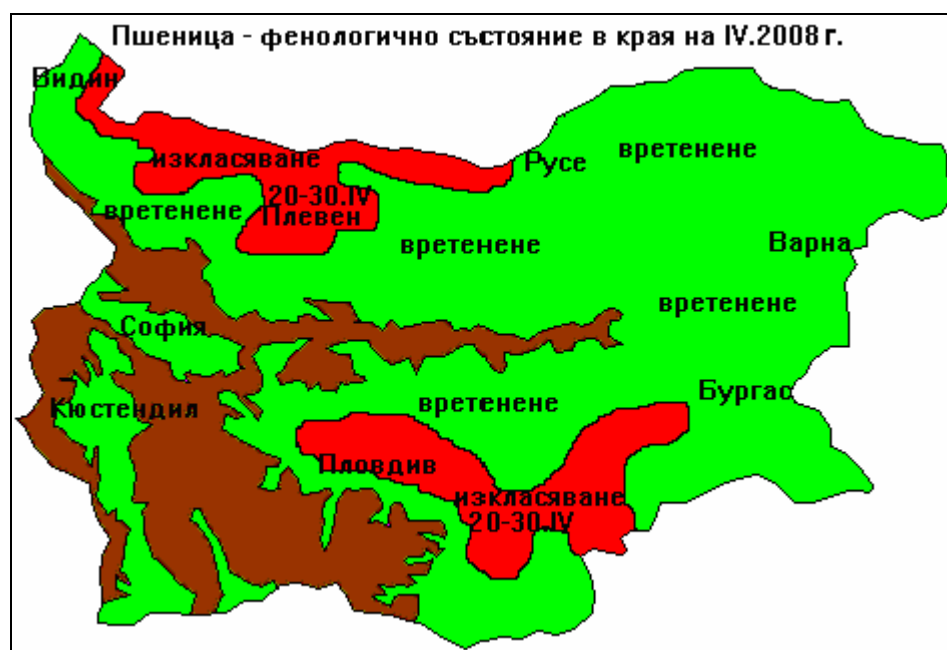 Пшеница - фенологично състояние в края на IV.2008 г.
Видин
изкласяване
20-30.IV
Плевен
Русе
вретенене
вретенене
вретенене
Варна
вретенене
София
Кюстендил
вретенене
Бургас
Пловдив
изкласяване
20-30.IV